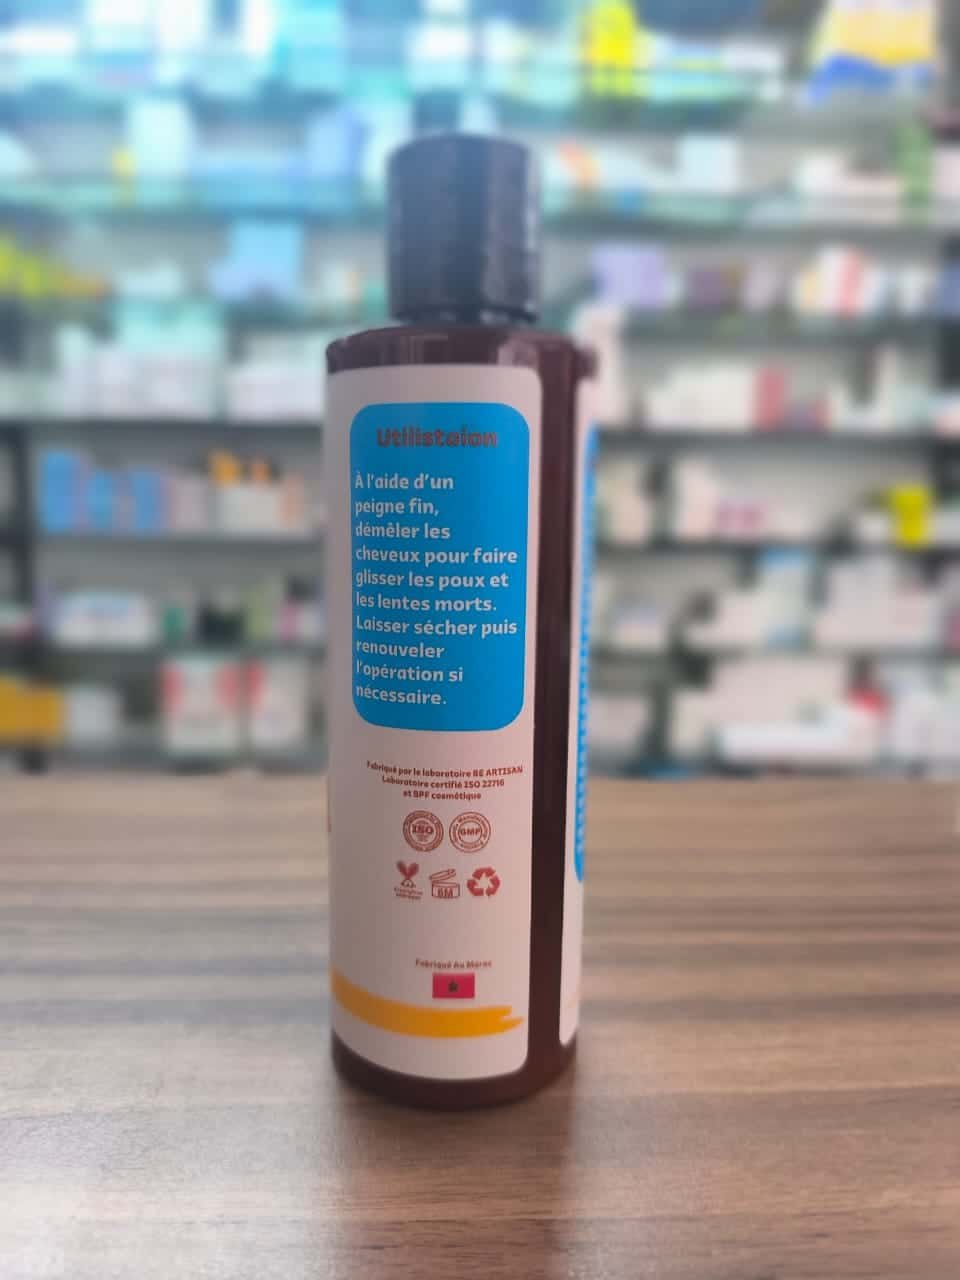 Utilistaion
À l'aide d'un
peigne fin,
démêler les
cheveux pour faire
glisser les poux et
les lentes morts.
Laisser sécher puis
renouveler
l'opération si
nécessaire.
Fabriqué par le laboratoire BE ARTISAN
Laboratoire certifié ISO 22716
et BPF cosmétique
ISO
GMP
6M
Fabriqué Au Maroc